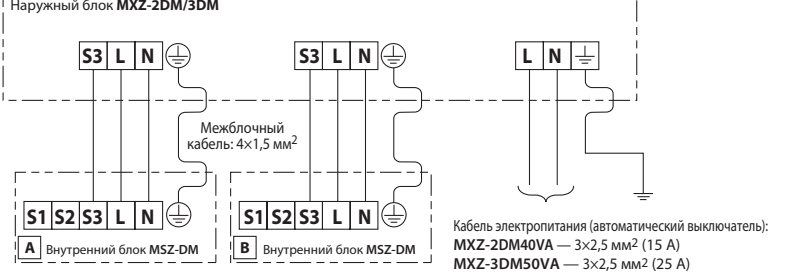 Наружный блок MXZ-2DM/3DM
S3 L N
S3 L N
L N
Межблочный
кабель: 4×1,5 мм²
S1 S2 S3 L N
S1 S2 S3 L N
A Внутренний блок MSZ-DM
B Внутренний блок MSZ-DM
Кабель электропитания (автоматический выключатель):
MXZ-2DM40VA — 3×2,5 мм² (15 А)
MXZ-3DM50VA — 3×2,5 мм² (25 А)